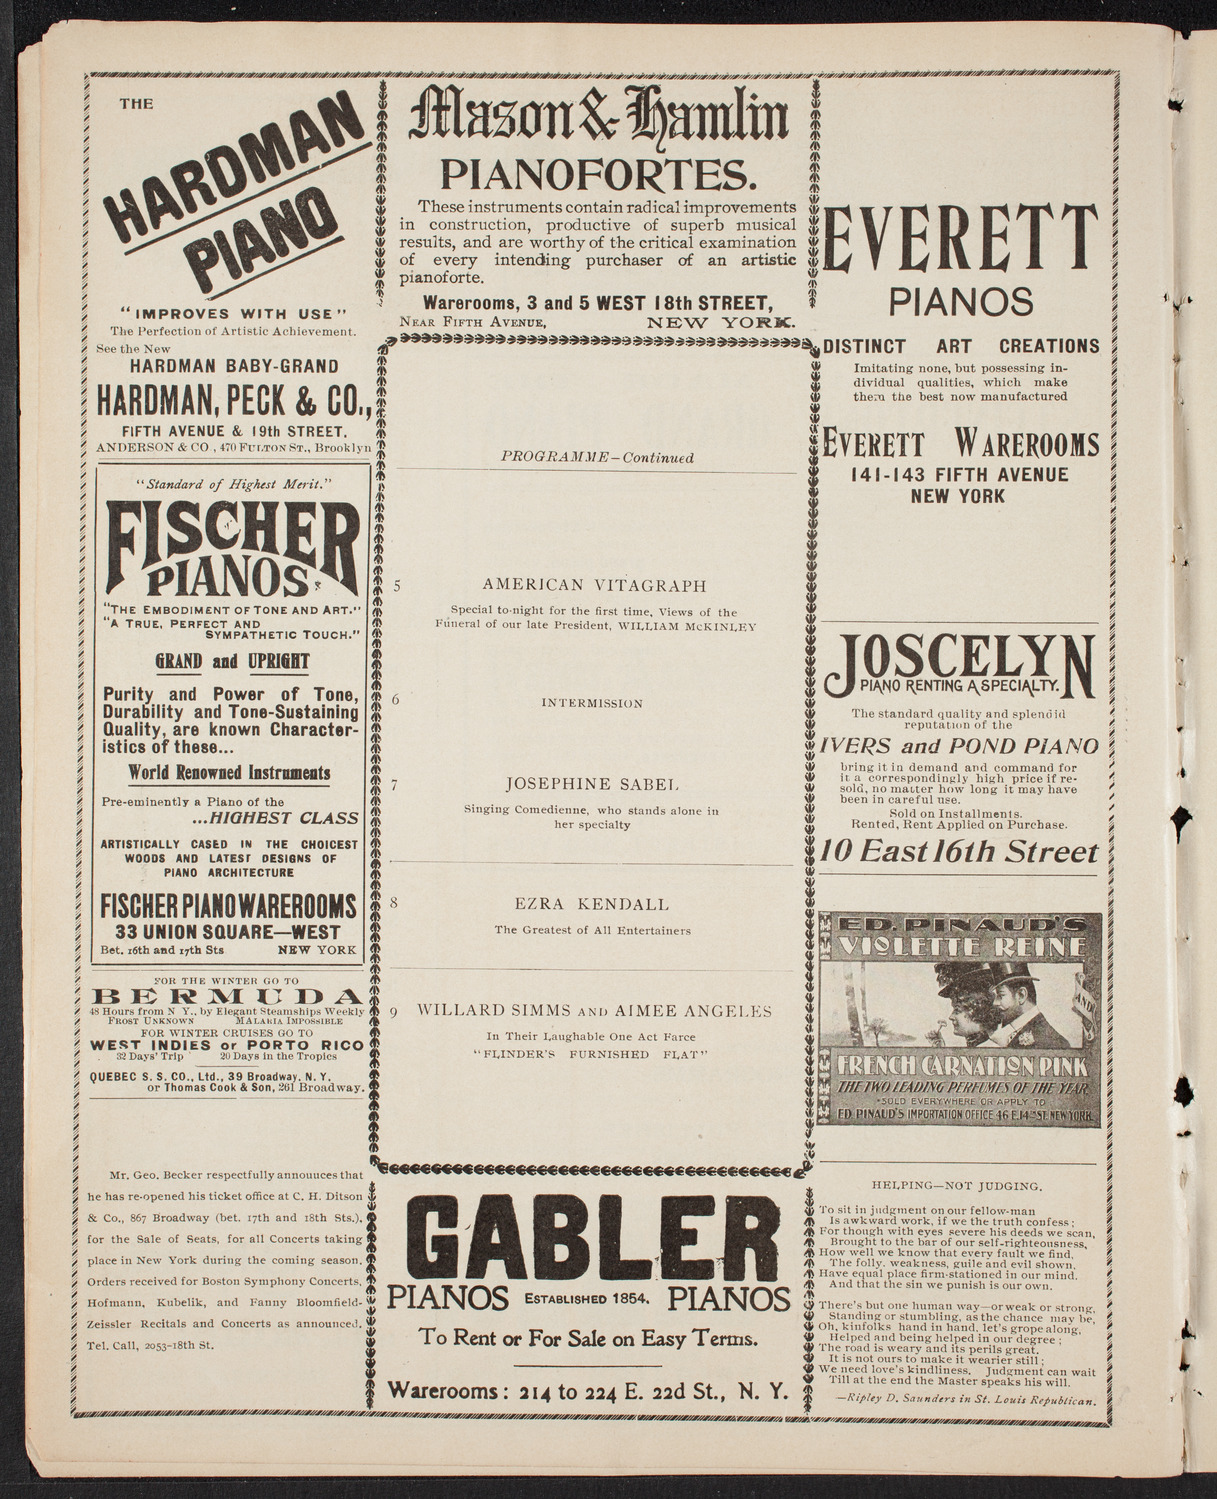 THE
HARDMAN
PIANO
"IMPROVES WITH USE"
The Perfection of Artistic Achievement.
See the New
HARDMAN BABY-GRAND
HARDMAN, PECK & CO.,
FIFTH AVENUE & 19th STREET.
ANDERSON & CO., 470 FULTON ST., Brooklyn
"Standard of Highest Merit."
FISCHER
PIANOS
"THE EMBODIMENT OF TONE AND ART."
"A TRUE, PERFECT AND
SYMPATHETIC TOUCH."
GRAND and UPRIGHT
Purity and Power of Tone,
Durability and Tone-Sustaining
Quality, are known Character-
istics of these...
World Renowned Instruments
Pre-eminently a Piano of the
...HIGHEST CLASS
ARTISTICALLY CASED IN THE CHOICEST
WOODS AND LATEST DESIGNS OF
PIANO ARCHITECTURE
FISCHER PIANO WAREROOMS
33 UNION SQUARE—WEST
Bet. 16th and 17th Sts NEW YORK
FOR THE WINTER GO TO
BERMUDA
48 Hours from N Y., by Elegant Steamships Weekly
FROST UNKNOWN MALARIA IMPOSSIBLE
FOR WINTER CRUISES GO TO
WEST INDIES or PORTO RICO
32 Days' Trip 20 Days in the Tropics
QUEBEC S. S. CO., Ltd., 39 Broadway, N. Y.
or Thomas Cook & Son, 261 Broadway.
Mr. Geo. Becker respectfully announces that
he has re-opened his ticket office at C. H. Ditson
& Co., 867 Broadway (bet. 17th and 18th Sts.),
for the Sale of Seats, for all Concerts taking
place in New York during the coming season.
Orders received for Boston Symphony Concerts,
Hofmann, Kubelik, and Fanny Bloomfield-
Zeissler Recitals and Concerts as announced.
Tel. Call, 2053-18th St.
Mason & Hamlin
PIANOFORTES.
These instruments contain radical improvements
in construction, productive of superb musical
results, and are worthy of the critical examination
of every intending purchaser of an artistic
pianoforte.
Warerooms, 3 and 5 WEST 18th STREET,
NEAR FIFTH AVENUE, NEW YORK.
PROGRAMME—Continued
5 AMERICAN VITAGRAPH
Special to-night for the first time, Views of the
Funeral of our late President, WILLIAM McKINLEY
6 INTERMISSION
7 JOSEPHINE SABEL
Singing Comedienne, who stands alone in
her specialty
8 EZRA KENDALL
The Greatest of All Entertainers
9 WILLARD SIMMS AND AIMEE ANGELES
In Their Laughable One Act Farce
"FLINDER'S FURNISHED FLAT"
GABLER
PIANOS ESTABLISHED 1854. PIANOS
To Rent or For Sale on Easy Terms.
Warerooms: 214 to 224 E. 22d St., N. Y.
EVERETT
PIANOS
DISTINCT ART CREATIONS
Imitating none, but possessing in-
dividual qualities, which make
them the best now manufactured
EVERETT WAREROOMS
141-143 FIFTH AVENUE
NEW YORK
JOSCELYN
PIANO RENTING A SPECIALTY.
The standard quality and splendid
reputation of the
IVERS and POND PIANO
bring it in demand and command for
it a correspondingly high price if re-
sold, no matter how long it may have
been in careful use.
Sold on Installments.
Rented, Rent Applied on Purchase.
10 East 16th Street
ED. PINAUD'S
VIOLETTE REINE
AND
FRENCH CARNATION PINK
THE TWO LEADING PERFUMES OF THE YEAR
SOLD EVERYWHERE OR APPLY TO
ED. PINAUD'S IMPORTATION OFFICE 46 E. 14TH ST. NEW YORK.
HELPING—NOT JUDGING.
To sit in judgment on our fellow-man
Is awkward work, if we the truth confess;
For though with eyes severe his deeds we scan,
Brought to the bar of our self-righteousness,
How well we know that every fault we find,
The folly, weakness, guile and evil shown,
Have equal place firm-stationed in our mind.
And that the sin we punish is our own.
There's but one human way—or weak or strong,
Standing or stumbling, as the chance may be,
Oh, kinfolks hand in hand, let's grope along,
Helped and being helped in our degree;
The road is weary and its perils great.
It is not ours to make it wearier still;
We need love's kindliness. Judgment can wait
Till at the end the Master speaks his will.
—Ripley D. Saunders in St. Louis Republican.